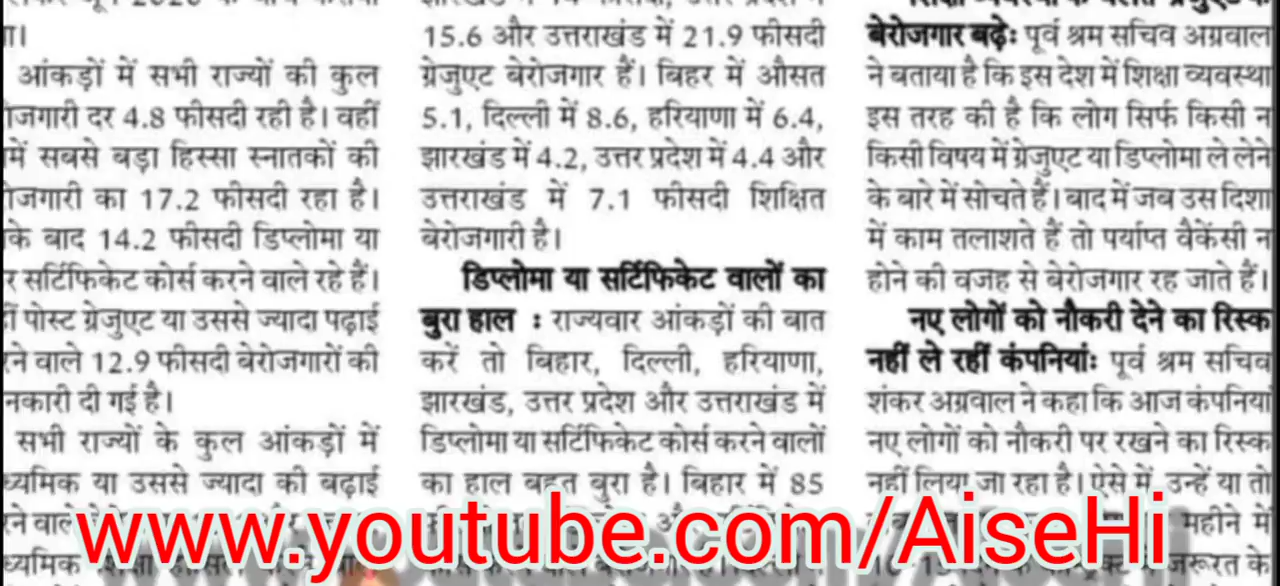 ा।
आंकड़ों में सभी राज्यों की कुल
ोजगारी दर 4.8 फीसदी रही है। वहीं
में सबसे बड़ा हिस्सा स्नातकों की
ोजगारी का 17.2 फीसदी रहा है।
के बाद 14.2 फीसदी डिप्लोमा या
र सर्टिफिकेट कोर्स करने वाले रहे हैं।
ीं पोस्ट ग्रेजुएट या उससे ज्यादा पढ़ाई
रने वाले 12.9 फीसदी बेरोजगारों की
नकारी दी गई है।
सभी राज्यों के कुल आंकड़ों में
ध्यमिक या उससे ज्यादा की बढ़ाई
रने वाले
ध्यमिक
15.6 और उत्तराखंड में 21.9 फीसदी
ग्रेजुएट बेरोजगार हैं। बिहार में औसत
5.1, दिल्ली में 8.6, हरियाणा में 6.4,
झारखंड में 4.2, उत्तर प्रदेश में 4.4 और
उत्तराखंड में 7.1 फीसदी शिक्षित
बेरोजगारी है।
डिप्लोमा या सर्टिफिकेट वालों का
बुरा हाल : राज्यवार आंकड़ों की बात
करें तो बिहार, दिल्ली, हरियाणा,
झारखंड, उत्तर प्रदेश और उत्तराखंड में
डिप्लोमा या सर्टिफिकेट कोर्स करने वालों
का हाल बहुत बुरा है। बिहार में 85
बेरोजगार बढ़े: पूर्व श्रम सचिव अग्रवाल
ने बताया है कि इस देश में शिक्षा व्यवस्था
इस तरह की है कि लोग सिर्फ किसी न
किसी विषय में ग्रेजुएट या डिप्लोमा ले लेने
के बारे में सोचते हैं। बाद में जब उस दिशा
में काम तलाशते हैं तो पर्याप्त वैकेंसी न
होने की वजह से बेरोजगार रह जाते हैं।
नए लोगों को नौकरी देने का रिस्क
नहीं ले रहीं कंपनियां: पूर्व श्रम सचिव
शंकर अग्रवाल ने कहा कि आज कंपनियां
नए लोगों को नौकरी पर रखने का रिस्क
नहीं लिया जा रहा है। ऐसे में उन्हें या तो
महीने में
जरूरत के
www.youtube.com/AiseHi